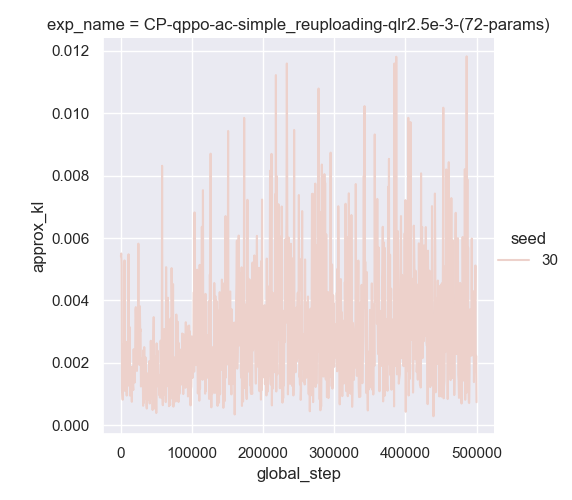 exp_name = CP-qppo-ac-simple_reuploading-qlr2.5e-3-(72-params)
0.012
0.010
0.008
0.006
0.004
0.002
0.000
approx_kl
0 100000 200000 300000 400000 500000
global_step
seed
30